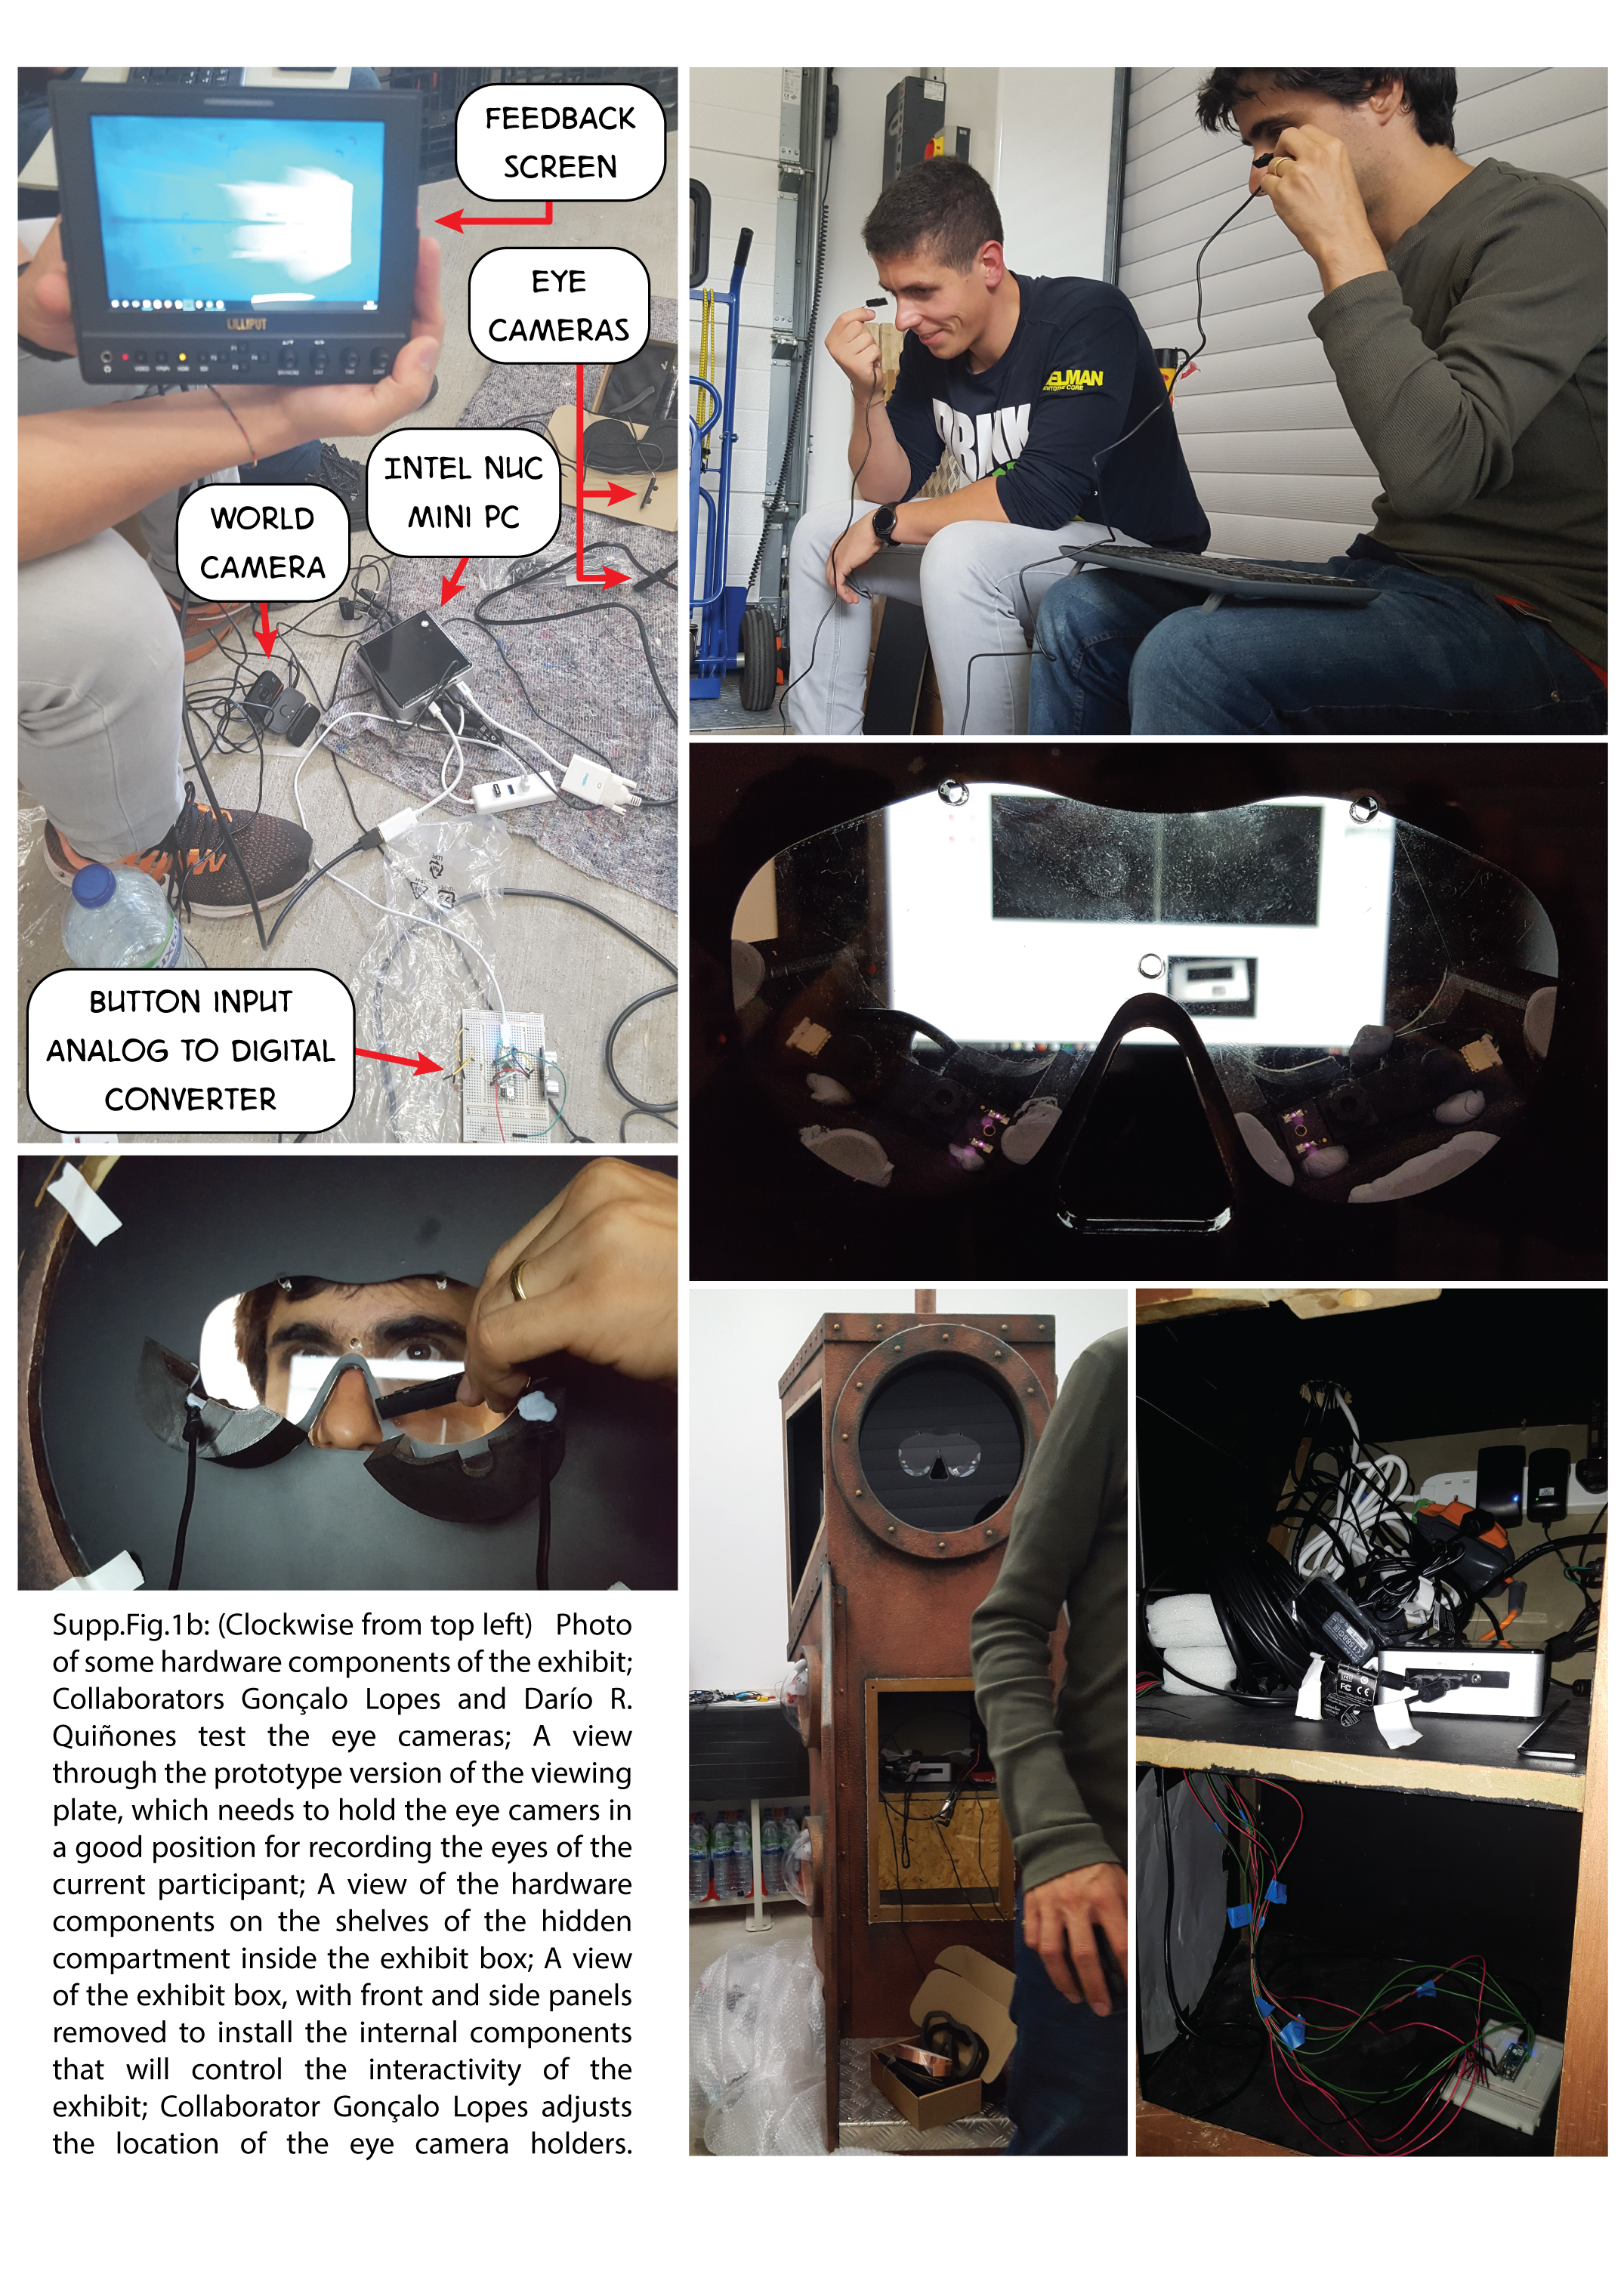 FEEDBACK
SCREEN
EYE
CAMERAS
INTEL NUC
MINI PC
WORLD
CAMERA
LILLIPUT
BUTTON INPUT
ANALOG TO DIGITAL
CONVERTER
ELMAN
CORE
FC CE
Supp.Fig.1b: (Clockwise from top left) Photo
of some hardware components of the exhibit;
Collaborators Gonçalo Lopes and Darío R.
Quiñones test the eye cameras; A view
through the prototype version of the viewing
plate, which needs to hold the eye camers in
a good position for recording the eyes of the
current participant; A view of the hardware
components on the shelves of the hidden
compartment inside the exhibit box; A view
of the exhibit box, with front and side panels
removed to install the internal components
that will control the interactivity of the
exhibit; Collaborator Gonçalo Lopes adjusts
the location of the eye camera holders.